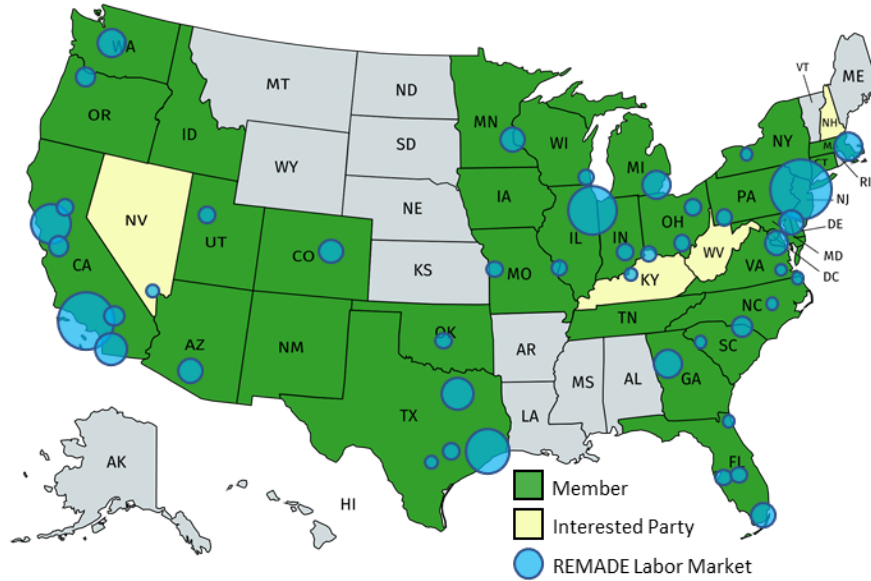 WA
MT
ND
VT
ME
OR
ID
MN
WI
MI
NY
NH
M
CT
RI
SD
WY
IA
PA
NJ
NE
NV
UT
CO
IL
IN
OH
WV
DE
MD
DC
CA
KS
MO
KY
VA
AZ
NM
OK
AR
TN
NC
SC
TX
MS
AL
GA
LA
FL
AK
HI
Member
Interested Party
REMADE Labor Market